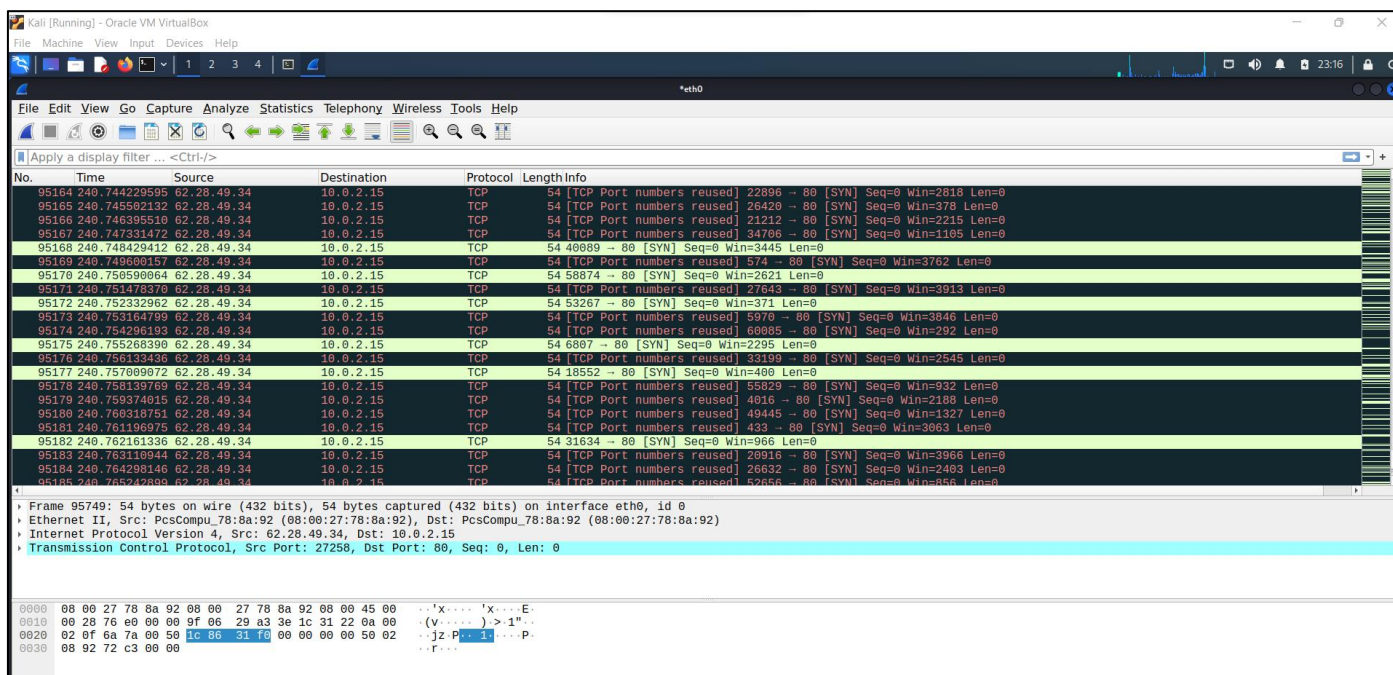 Kali [Running] - Oracle VM VirtualBox
File Machine View Input Devices Help
1 2 3 4
23:16
*eth0
File Edit View Go Capture Analyze Statistics Telephony Wireless Tools Help
Apply a display filter ... <Ctrl-/>
No. Time Source Destination Protocol Length Info
95164 240.744229595 62.28.49.34 10.0.2.15 TCP 54 [TCP Port numbers reused] 22896 → 80 [SYN] Seq=0 Win=2818 Len=0
95165 240.745502132 62.28.49.34 10.0.2.15 TCP 54 [TCP Port numbers reused] 26420 → 80 [SYN] Seq=0 Win=378 Len=0
95166 240.746395510 62.28.49.34 10.0.2.15 TCP 54 [TCP Port numbers reused] 21212 → 80 [SYN] Seq=0 Win=2215 Len=0
95167 240.747331472 62.28.49.34 10.0.2.15 TCP 54 [TCP Port numbers reused] 34706 → 80 [SYN] Seq=0 Win=1105 Len=0
95168 240.748429412 62.28.49.34 10.0.2.15 TCP 54 40089 → 80 [SYN] Seq=0 Win=3445 Len=0
95169 240.749600157 62.28.49.34 10.0.2.15 TCP 54 [TCP Port numbers reused] 574 → 80 [SYN] Seq=0 Win=3762 Len=0
95170 240.750590064 62.28.49.34 10.0.2.15 TCP 54 58874 → 80 [SYN] Seq=0 Win=2621 Len=0
95171 240.751478370 62.28.49.34 10.0.2.15 TCP 54 [TCP Port numbers reused] 27643 → 80 [SYN] Seq=0 Win=3913 Len=0
95172 240.752332962 62.28.49.34 10.0.2.15 TCP 54 53267 → 80 [SYN] Seq=0 Win=371 Len=0
95173 240.753164799 62.28.49.34 10.0.2.15 TCP 54 [TCP Port numbers reused] 5970 → 80 [SYN] Seq=0 Win=3846 Len=0
95174 240.754296193 62.28.49.34 10.0.2.15 TCP 54 [TCP Port numbers reused] 60085 → 80 [SYN] Seq=0 Win=292 Len=0
95175 240.755268390 62.28.49.34 10.0.2.15 TCP 54 6807 → 80 [SYN] Seq=0 Win=2295 Len=0
95176 240.756133436 62.28.49.34 10.0.2.15 TCP 54 [TCP Port numbers reused] 33199 → 80 [SYN] Seq=0 Win=2545 Len=0
95177 240.757009072 62.28.49.34 10.0.2.15 TCP 54 18552 → 80 [SYN] Seq=0 Win=400 Len=0
95178 240.758139769 62.28.49.34 10.0.2.15 TCP 54 [TCP Port numbers reused] 55829 → 80 [SYN] Seq=0 Win=932 Len=0
95179 240.759374015 62.28.49.34 10.0.2.15 TCP 54 [TCP Port numbers reused] 4016 → 80 [SYN] Seq=0 Win=2188 Len=0
95180 240.760318751 62.28.49.34 10.0.2.15 TCP 54 [TCP Port numbers reused] 49445 → 80 [SYN] Seq=0 Win=1327 Len=0
95181 240.761196975 62.28.49.34 10.0.2.15 TCP 54 [TCP Port numbers reused] 433 → 80 [SYN] Seq=0 Win=3063 Len=0
95182 240.762161336 62.28.49.34 10.0.2.15 TCP 54 31634 → 80 [SYN] Seq=0 Win=966 Len=0
95183 240.763110944 62.28.49.34 10.0.2.15 TCP 54 [TCP Port numbers reused] 20916 → 80 [SYN] Seq=0 Win=3966 Len=0
95184 240.764298146 62.28.49.34 10.0.2.15 TCP 54 [TCP Port numbers reused] 26632 → 80 [SYN] Seq=0 Win=2403 Len=0
95185 240.765242899 62.28.49.34 10.0.2.15 TCP 54 [TCP Port numbers reused] 52656 → 80 [SYN] Seq=0 Win=856 Len=0
Frame 95749: 54 bytes on wire (432 bits), 54 bytes captured (432 bits) on interface eth0, id 0
Ethernet II, Src: PcsCompu_78:8a:92 (08:00:27:78:8a:92), Dst: PcsCompu_78:8a:92 (08:00:27:78:8a:92)
Internet Protocol Version 4, Src: 62.28.49.34, Dst: 10.0.2.15
Transmission Control Protocol, Src Port: 27258, Dst Port: 80, Seq: 0, Len: 0
0000 08 00 27 78 8a 92 08 00 27 78 8a 92 08 00 45 00 ··'x···· 'x····E·
0010 00 28 76 e0 00 00 9f 06 29 a3 3e 1c 31 22 0a 00 ·(v····· )·>·1"··
0020 02 0f 6a 7a 00 50 1c 86 31 f0 00 00 00 00 50 02 ··jz·P·· 1·····P·
0030 08 92 72 c3 00 00 ··r···